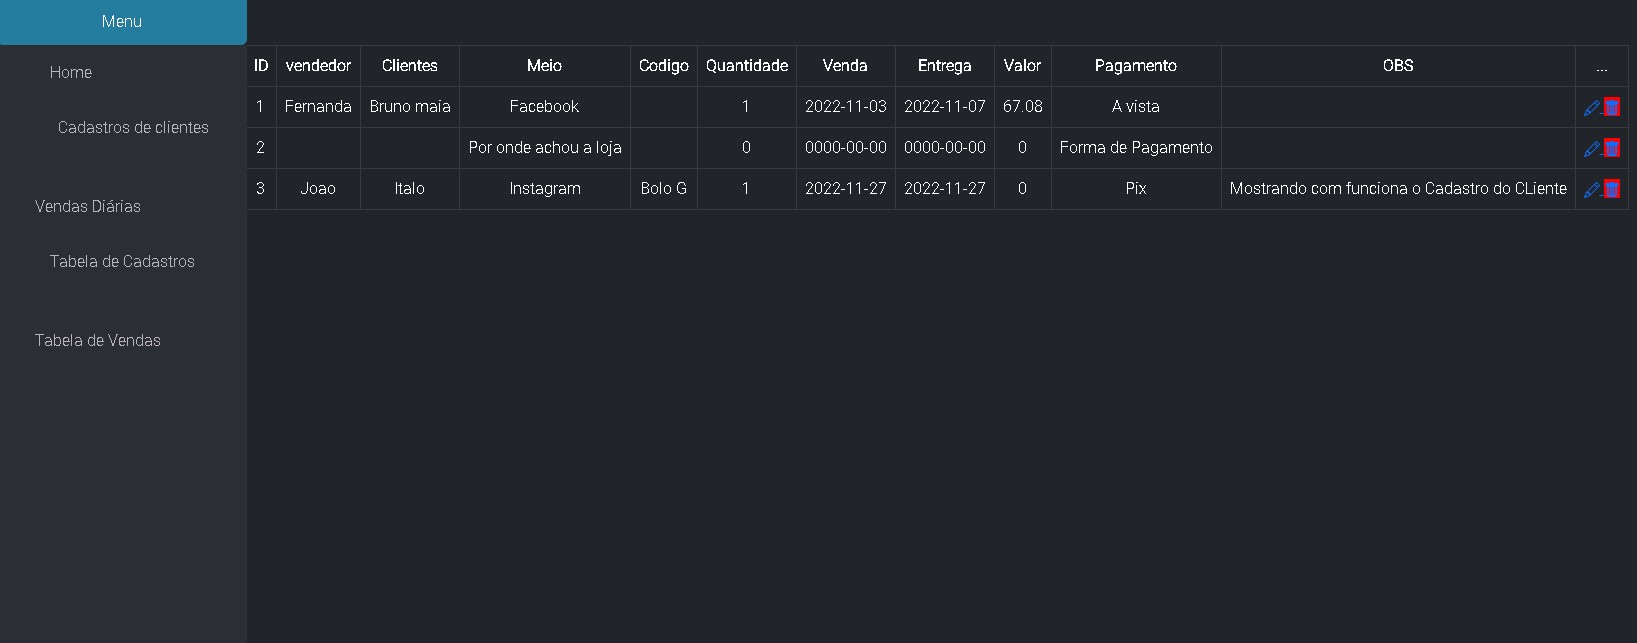 Menu
Home
Cadastros de clientes
Vendas Diárias
Tabela de Cadastros
Tabela de Vendas
ID vendedor Clientes Meio Codigo Quantidade Venda Entrega Valor Pagamento OBS ...
1 Fernanda Bruno maia Facebook 1 2022-11-03 2022-11-07 67.08 A vista
2 Por onde achou a loja 0 0000-00-00 0000-00-00 0 Forma de Pagamento
3 Joao Italo Instagram Bolo G 1 2022-11-27 2022-11-27 0 Pix Mostrando com funciona o Cadastro do CLiente